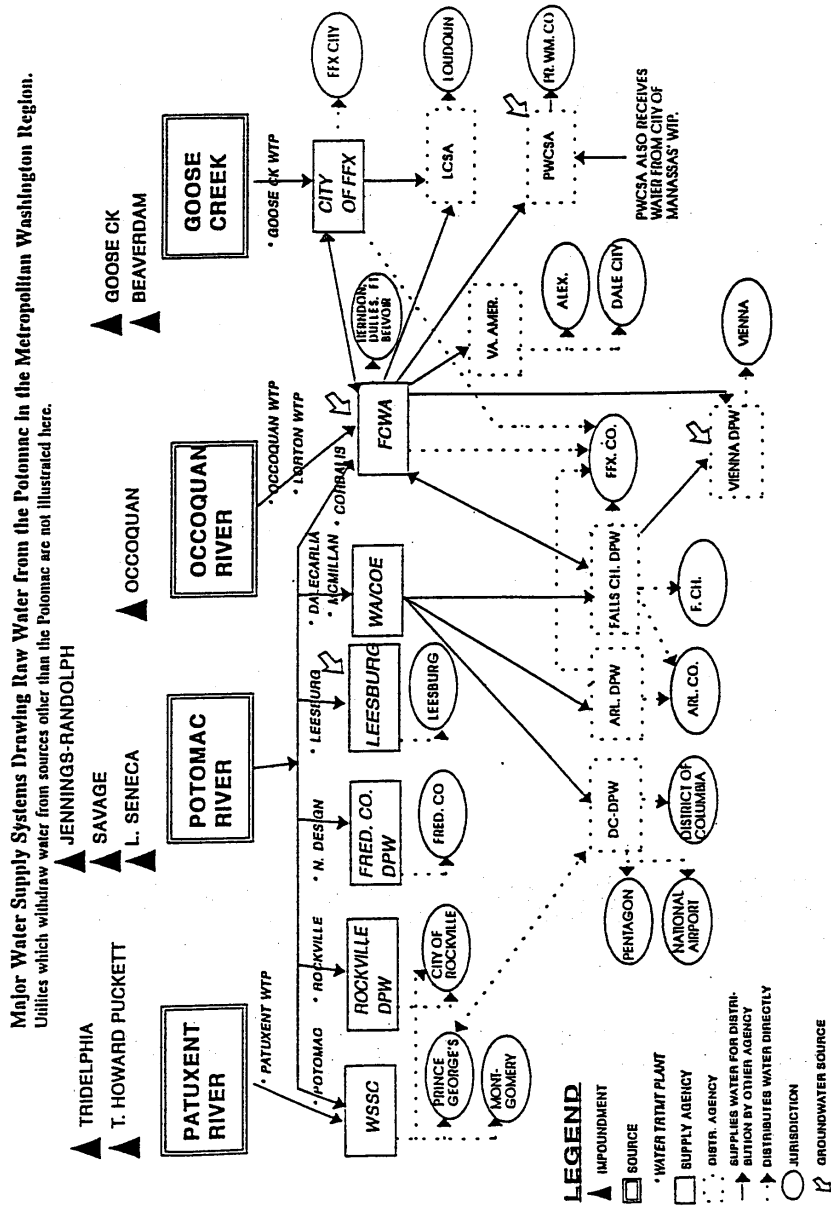 Major Water Supply Systems Drawing Raw Water from the Potomac in the Metropolitan Washington Region.
Utilities which withdraw water from sources other than the Potomac are not illustrated here.
TRIDELPHIA
T. HOWARD PUCKETT
JENNINGS-RANDOLPH
SAVAGE
L. SENECA
OCCOQUAN
GOOSE CK
BEAVERDAM
PATUXENT
RIVER
POTOMAC
RIVER
OCCOQUAN
RIVER
GOOSE
CREEK
* PATUXENT WTP
* POTOMAC
* ROCKVILLE
* N. DESIGN
* LEESBURG
* DALECARLIA
* MCMILLAN
* CORBALIS
* OCCOQUAN WTP
* LORTON WTP
* GOOSE CK WTP
WSSC
ROCKVILLE
DPW
FRED. CO.
DPW
LEESBURG
WA/COE
FCWA
CITY
OF FFX
FFX CITY
PRINCE
GEORGE'S
MONT-
GOMERY
CITY OF
ROCKVILLE
FRED. CO
LEESBURG
HERNDON,
DULLES, FT
BELVOIR
LCSA
LOUDOUN
VA. AMER.
PWCSA
PR. WM. CO
ALEX.
DALE CITY
PWCSA ALSO RECEIVES
WATER FROM CITY OF
MANASSAS' WTP.
DC-DPW
ARL. DPW
FALLS CH. DPW
FFX. CO.
VIENNA DPW
VIENNA
PENTAGON
NATIONAL
AIRPORT
DISTRICT OF
COLUMBIA
ARL. CO.
F. CH.
LEGEND
IMPOUNDMENT
SOURCE
*WATER TRTMT PLANT
SUPPLY AGENCY
DISTR. AGENCY
SUPPLIES WATER FOR DISTRI-
BUTION BY OTHER AGENCY
DISTRIBUTES WATER DIRECTLY
JURISDICTION
GROUNDWATER SOURCE